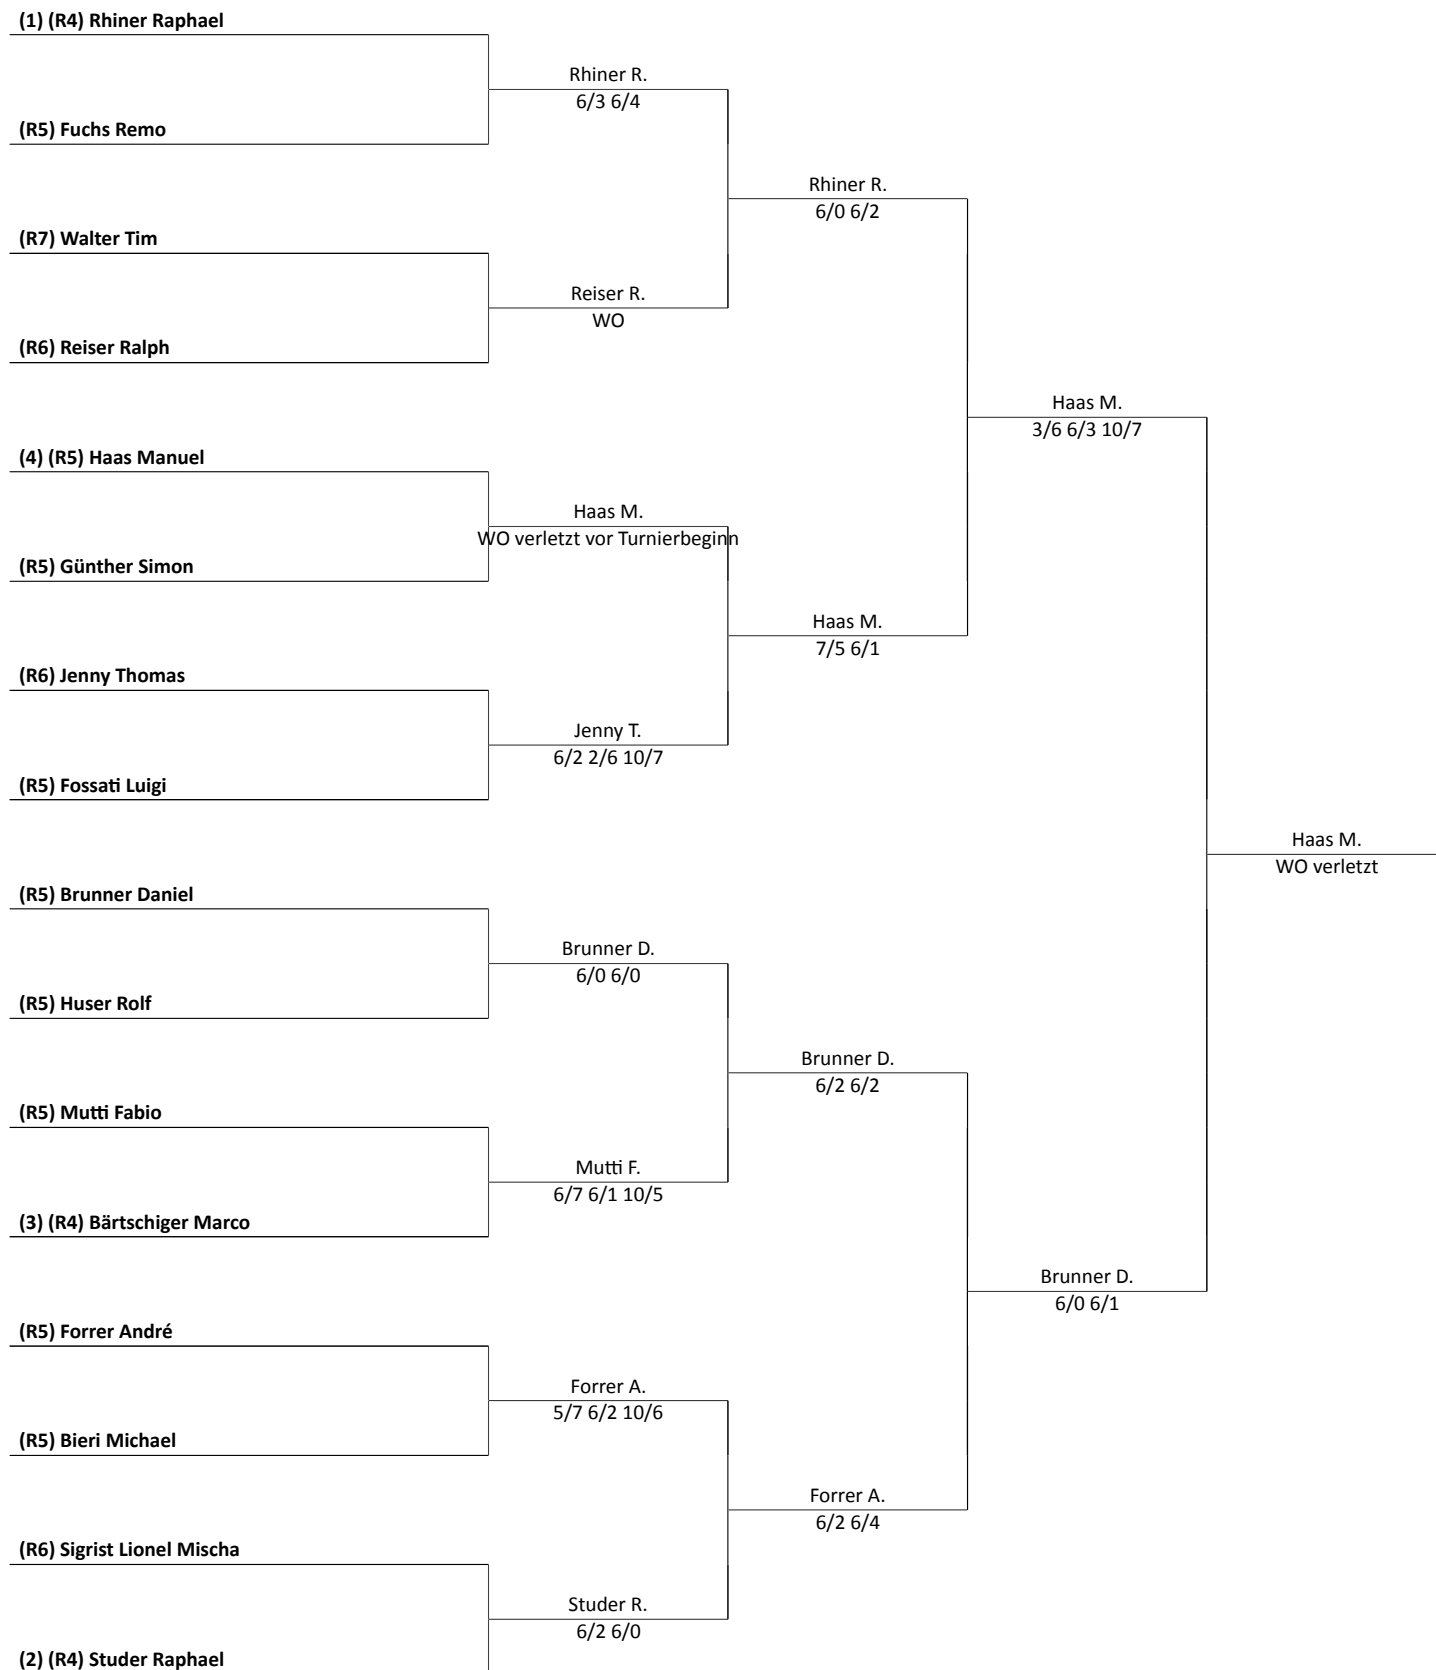 (1) (R4) Rhiner Raphael
Rhiner R.
6/3 6/4
(R5) Fuchs Remo
Rhiner R.
6/0 6/2
(R7) Walter Tim
Reiser R.
WO
(R6) Reiser Ralph
Haas M.
3/6 6/3 10/7
(4) (R5) Haas Manuel
Haas M.
WO verletzt vor Turnierbeginn
(R5) Günther Simon
Haas M.
7/5 6/1
(R6) Jenny Thomas
Jenny T.
6/2 2/6 10/7
(R5) Fossati Luigi
Haas M.
WO verletzt
(R5) Brunner Daniel
Brunner D.
6/0 6/0
(R5) Huser Rolf
Brunner D.
6/2 6/2
(R5) Mutti Fabio
Mutti F.
6/7 6/1 10/5
(3) (R4) Bärtschiger Marco
Brunner D.
6/0 6/1
(R5) Forrer André
Forrer A.
5/7 6/2 10/6
(R5) Bieri Michael
Forrer A.
6/2 6/4
(R6) Sigrist Lionel Mischa
Studer R.
6/2 6/0
(2) (R4) Studer Raphael